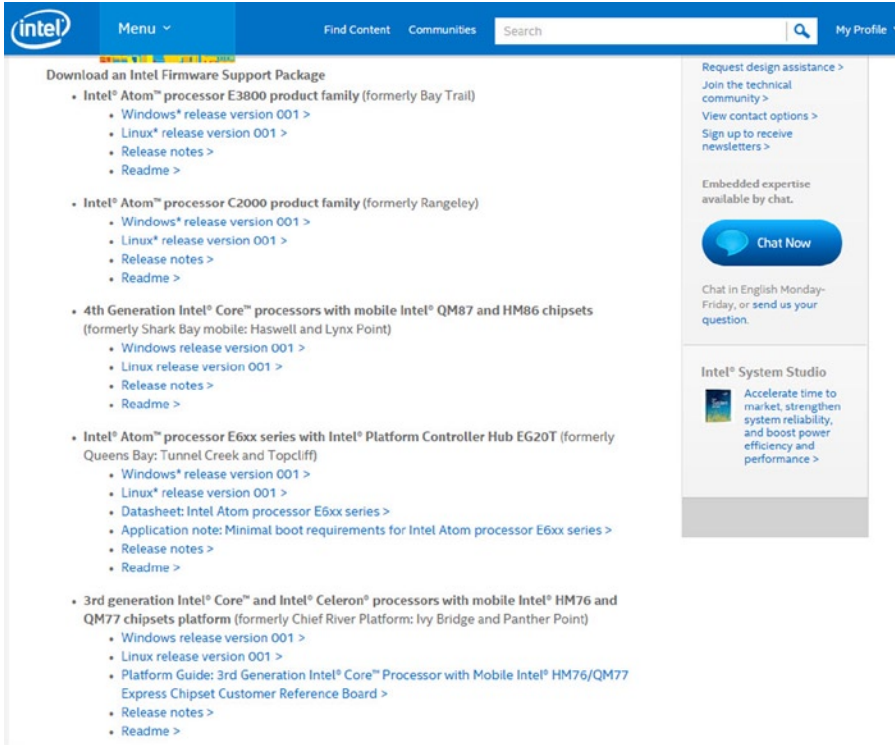 intel
Menu
Find Content
Communities
Search
My Profile
Download an Intel Firmware Support Package
• Intel® Atom™ processor E3800 product family (formerly Bay Trail)
• Windows* release version 001 >
• Linux* release version 001 >
• Release notes >
• Readme >
• Intel® Atom™ processor C2000 product family (formerly Rangeley)
• Windows* release version 001 >
• Linux* release version 001 >
• Release notes >
• Readme >
• 4th Generation Intel® Core™ processors with mobile Intel® QM87 and HM86 chipsets
(formerly Shark Bay mobile: Haswell and Lynx Point)
• Windows release version 001 >
• Linux release version 001 >
• Release notes >
• Readme >
• Intel® Atom™ processor E6xx series with Intel® Platform Controller Hub EG20T (formerly
Queens Bay: Tunnel Creek and Topcliff)
• Windows* release version 001 >
• Linux* release version 001 >
• Datasheet: Intel Atom processor E6xx series >
• Application note: Minimal boot requirements for Intel Atom processor E6xx series >
• Release notes >
• Readme >
• 3rd generation Intel® Core™ and Intel® Celeron® processors with mobile Intel® HM76 and
QM77 chipsets platform (formerly Chief River Platform: Ivy Bridge and Panther Point)
• Windows release version 001 >
• Linux release version 001 >
• Platform Guide: 3rd Generation Intel® Core™ Processor with Mobile Intel® HM76/QM77
Express Chipset Customer Reference Board >
• Release notes >
• Readme >
Request design assistance >
Join the technical
community >
View contact options >
Sign up to receive
newsletters >
Embedded expertise
available by chat.
Chat Now
Chat in English Monday-
Friday, or send us your
question.
Intel® System Studio
Accelerate time to
market, strengthen
system reliability,
and boost power
efficiency and
performance >